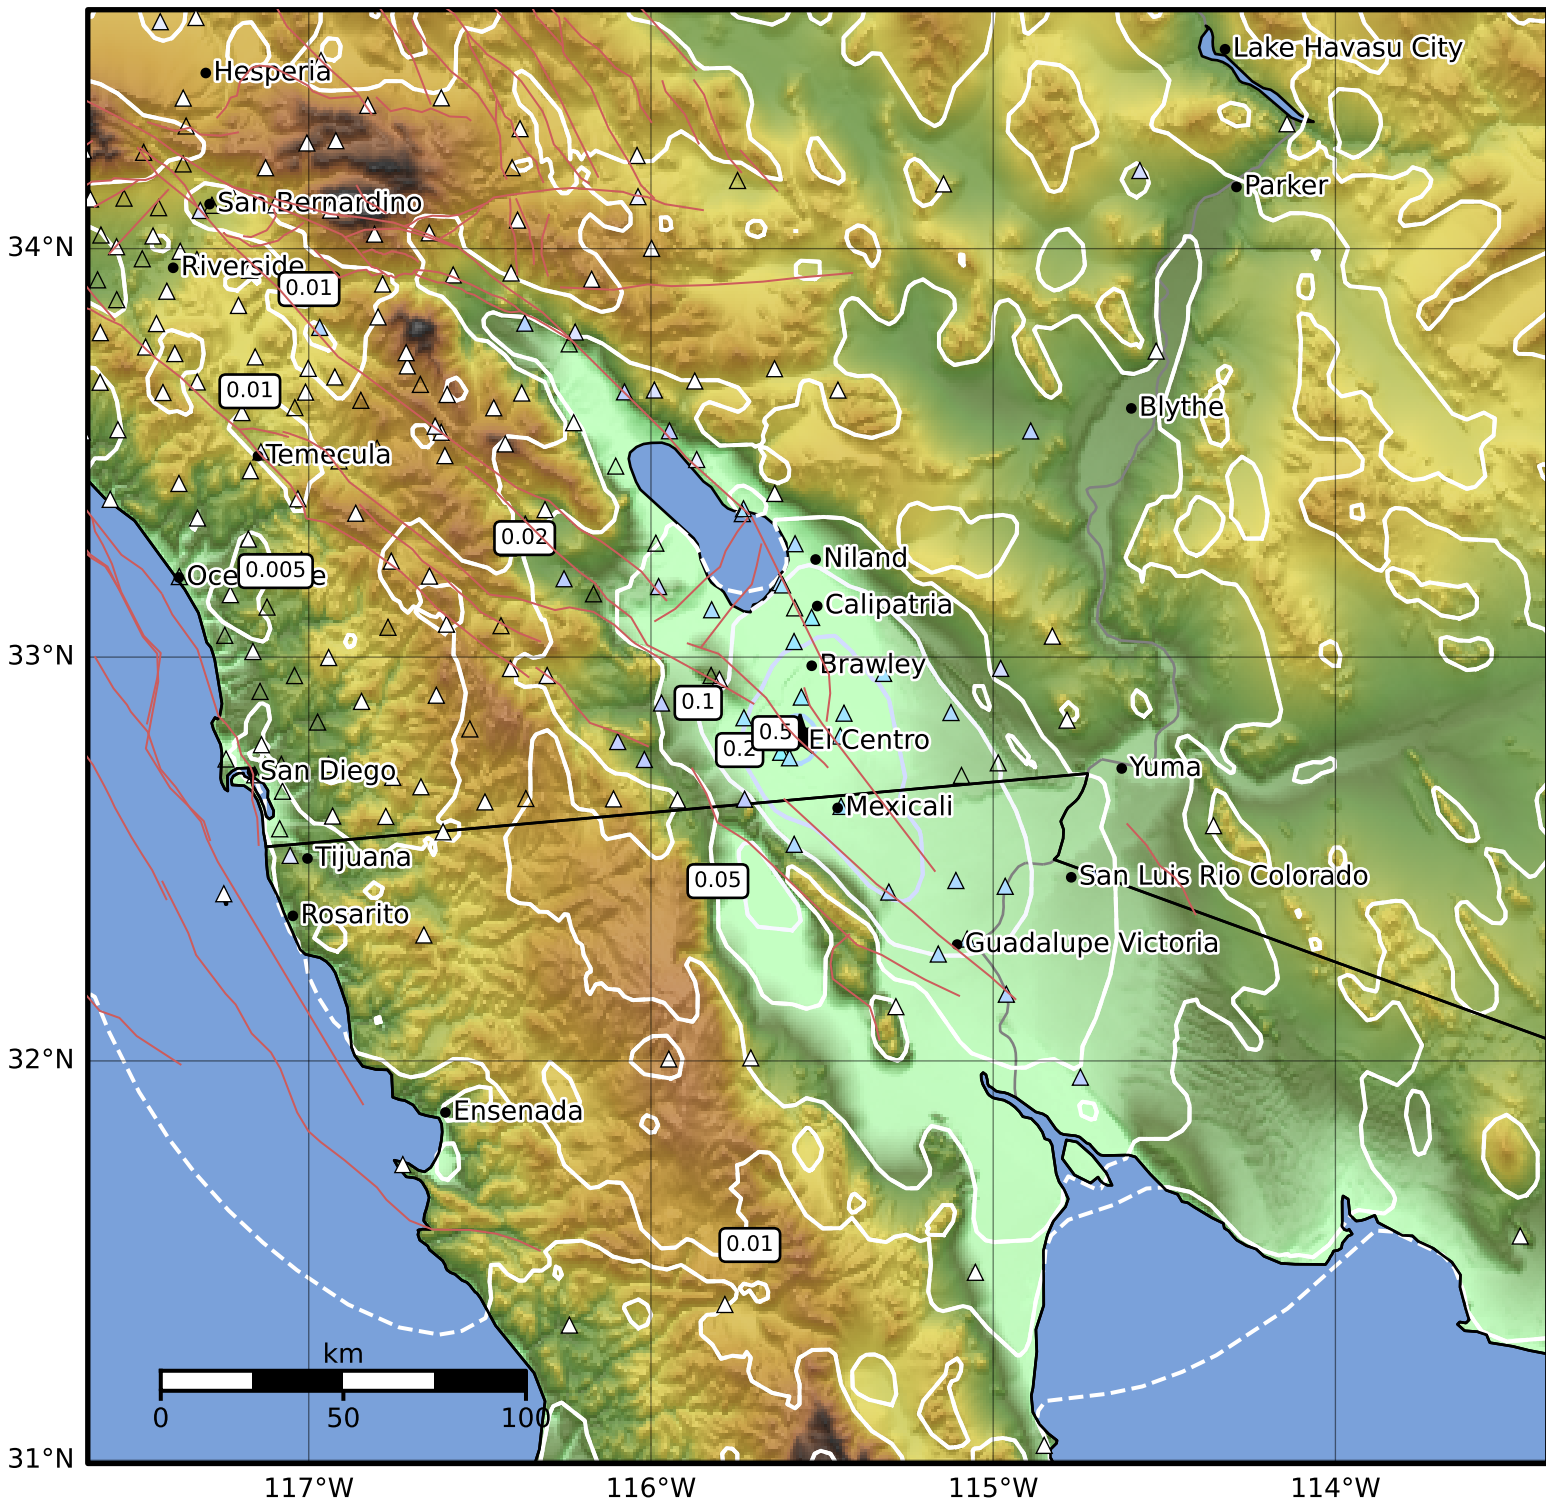 Lake Havasu City
Hesperia
Parker
San Bernardino
34°N
Riverside
0.01
0.01
Blythe
Temecula
0.02
Niland
0.005
Calipatria
33°N
Brawley
0.1
0.5
0.2
El Centro
San Diego
Yuma
Mexicali
Tijuana
0.05
San Luis Rio Colorado
Rosarito
Guadalupe Victoria
32°N
Ensenada
0.01
km
0 50 100
31°N
117°W 116°W 115°W 114°W